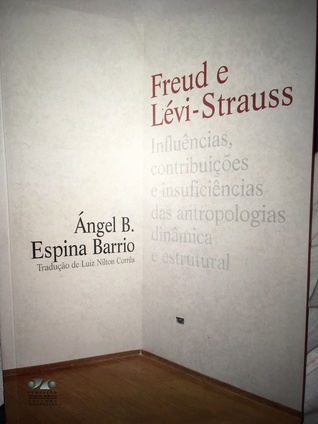 Freud e
Lévi-Strauss
Influências,
contribuições
e insuficiências
das antropologias
dinâmica
e estrutural
Ángel B.
Espina Barrio
Tradução de Luiz Nilton Corrêa